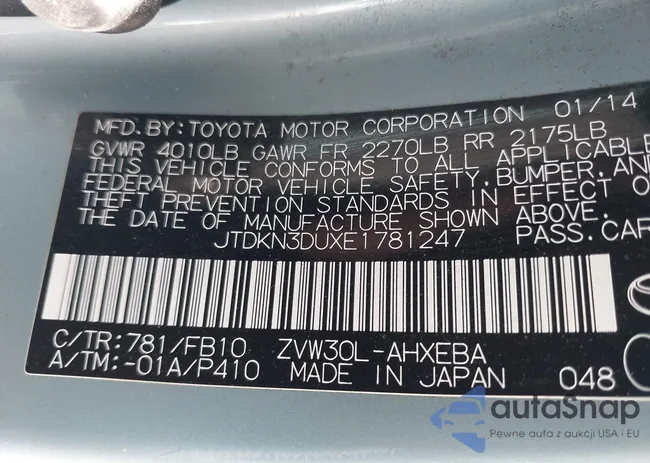 MFD. BY: TOYOTA MOTOR CORPORATION 01/14
GVWR 4010LB GAWR FR 2270LB RR 2175LB
THIS VEHICLE CONFORMS TO ALL APPLICABLE
FEDERAL MOTOR VEHICLE SAFETY, BUMPER, AND
THEFT PREVENTION STANDARDS IN EFFECT O
THE DATE OF MANUFACTURE SHOWN ABOVE.
JTDKN3DUXE1781247 PASS. CAR
C/TR: 781/FB10 ZVW30L-AHXEBA
A/TM: -01A/P410 MADE IN JAPAN 048
autaSnap
Pewne auta z aukcji USA i EU